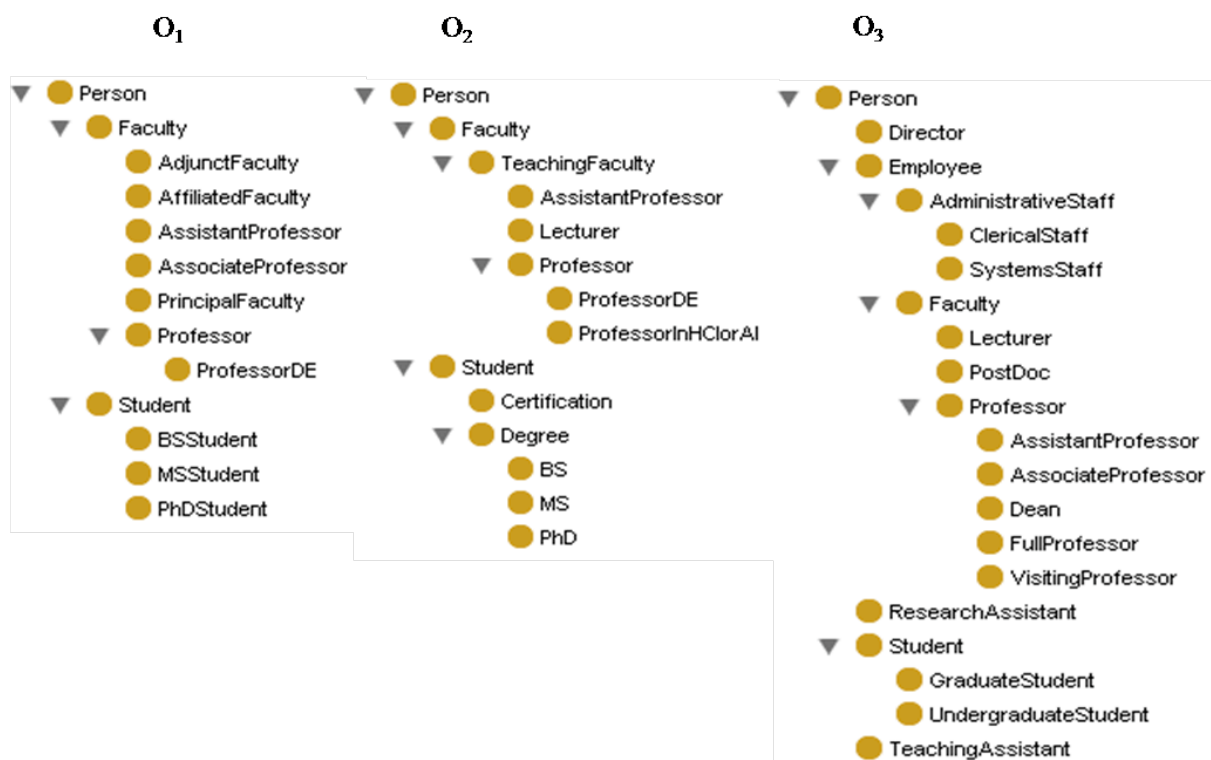 O1
Person
Faculty
AdjunctFaculty
AffiliatedFaculty
AssistantProfessor
AssociateProfessor
PrincipalFaculty
Professor
ProfessorDE
Student
BSStudent
MSStudent
PhDStudent
O2
Person
Faculty
TeachingFaculty
AssistantProfessor
Lecturer
Professor
ProfessorDE
ProfessorInHCIorAI
Student
Certification
Degree
BS
MS
PhD
O3
Person
Director
Employee
AdministrativeStaff
ClericalStaff
SystemsStaff
Faculty
Lecturer
PostDoc
Professor
AssistantProfessor
AssociateProfessor
Dean
FullProfessor
VisitingProfessor
ResearchAssistant
Student
GraduateStudent
UndergraduateStudent
TeachingAssistant